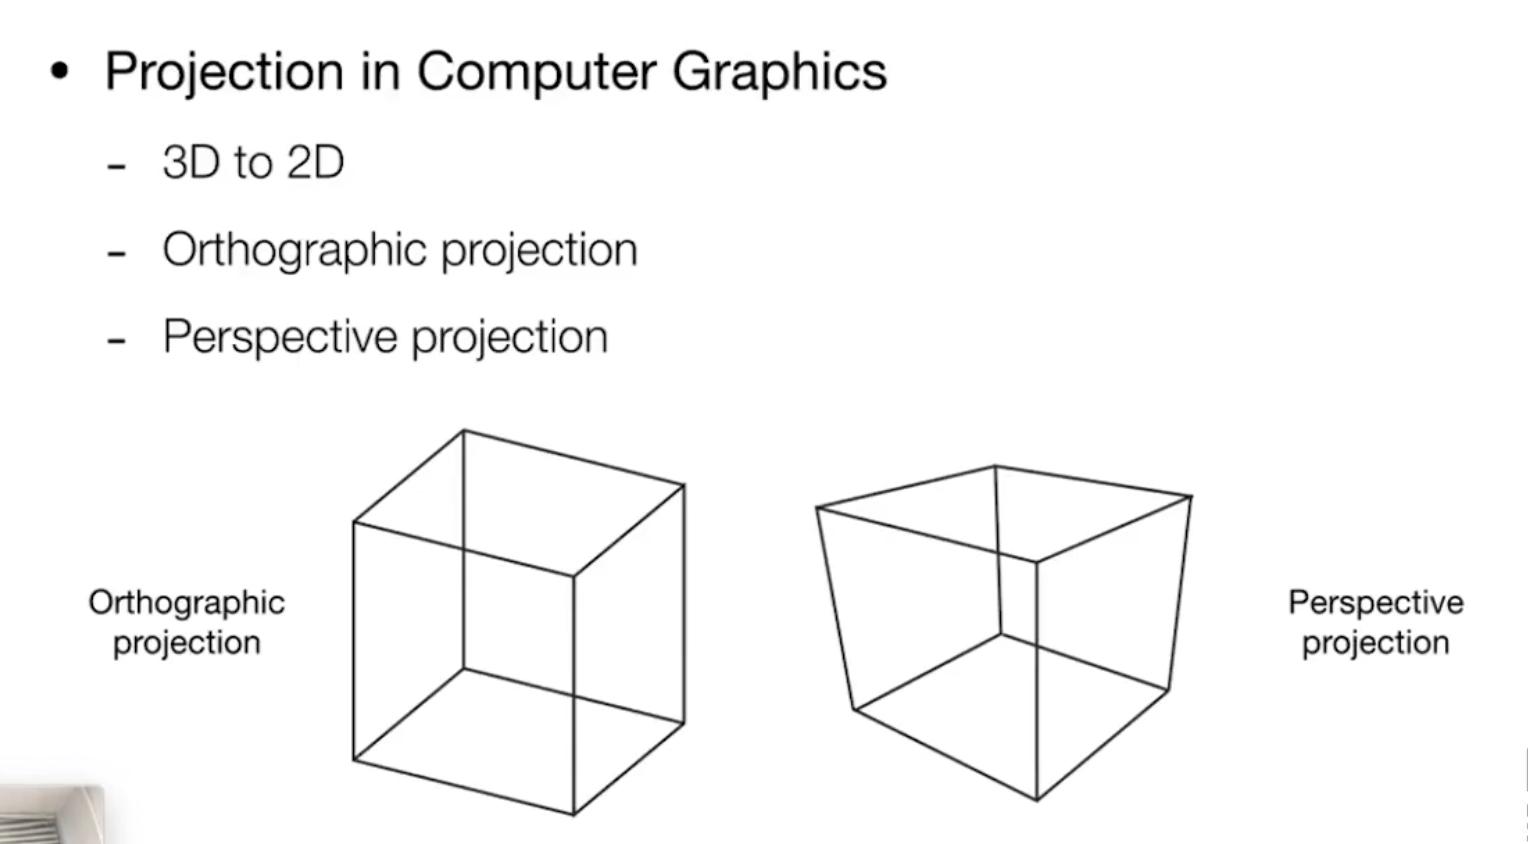 • Projection in Computer Graphics
- 3D to 2D
- Orthographic projection
- Perspective projection
Orthographic
projection
Perspective
projection